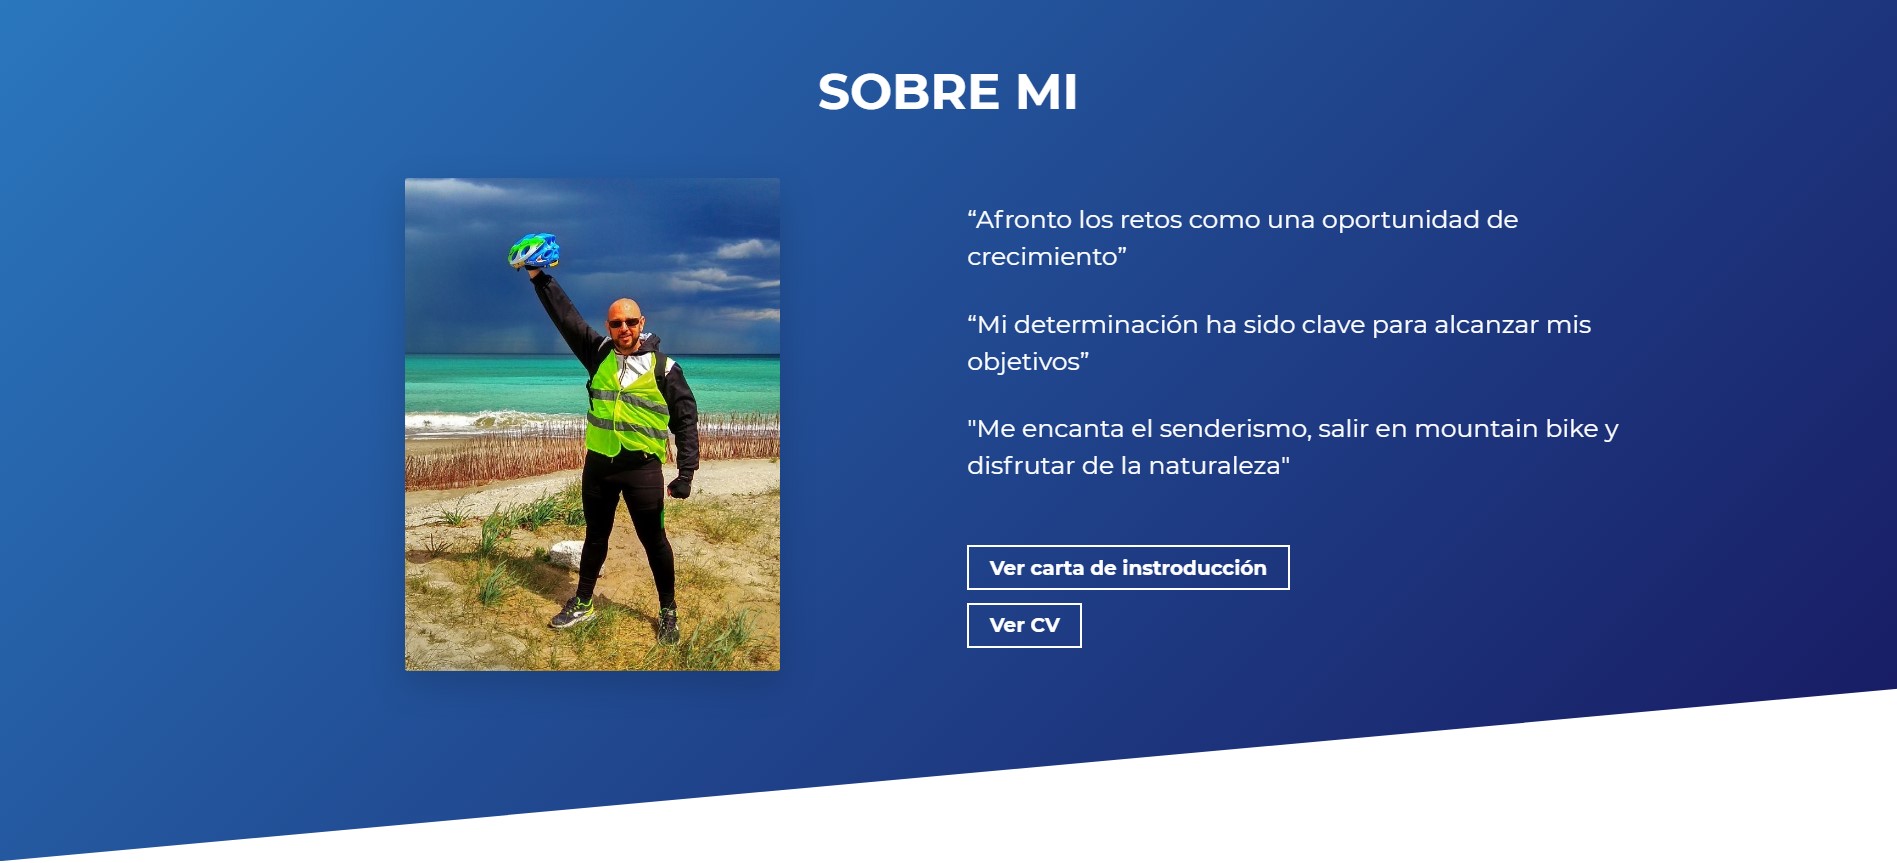 SOBRE MI
“Afronto los retos como una oportunidad de
crecimiento”
“Mi determinación ha sido clave para alcanzar mis
objetivos”
"Me encanta el senderismo, salir en mountain bike y
disfrutar de la naturaleza"
Ver carta de instroducción
Ver CV